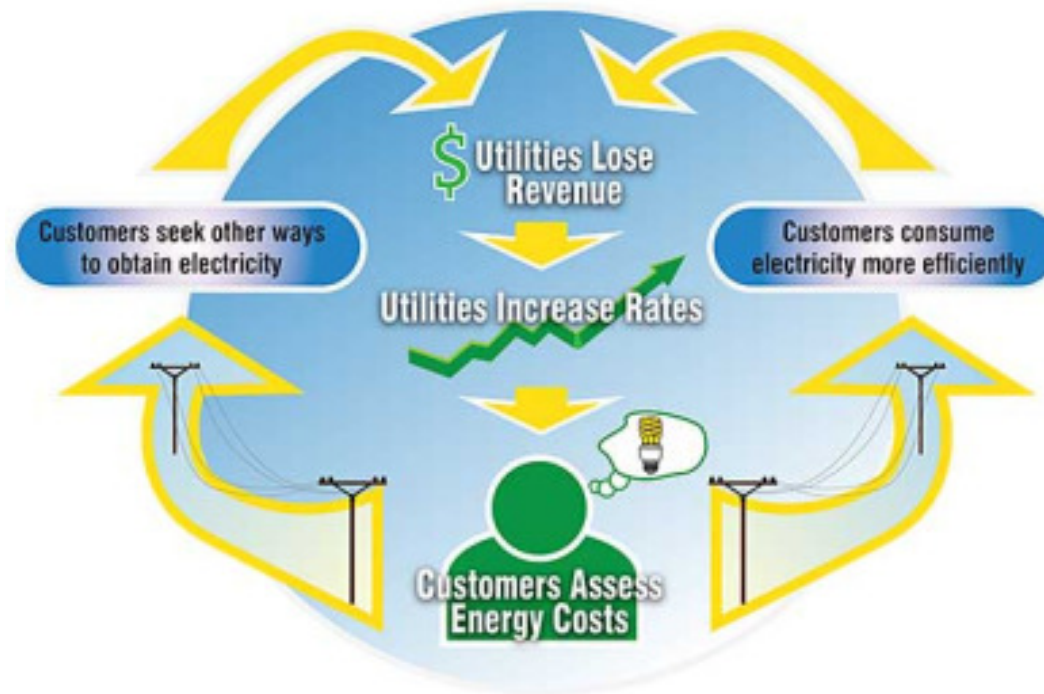 $ Utilities Lose
Revenue
Customers seek other ways
to obtain electricity
Customers consume
electricity more efficiently
Utilities Increase Rates
Customers Assess
Energy Costs